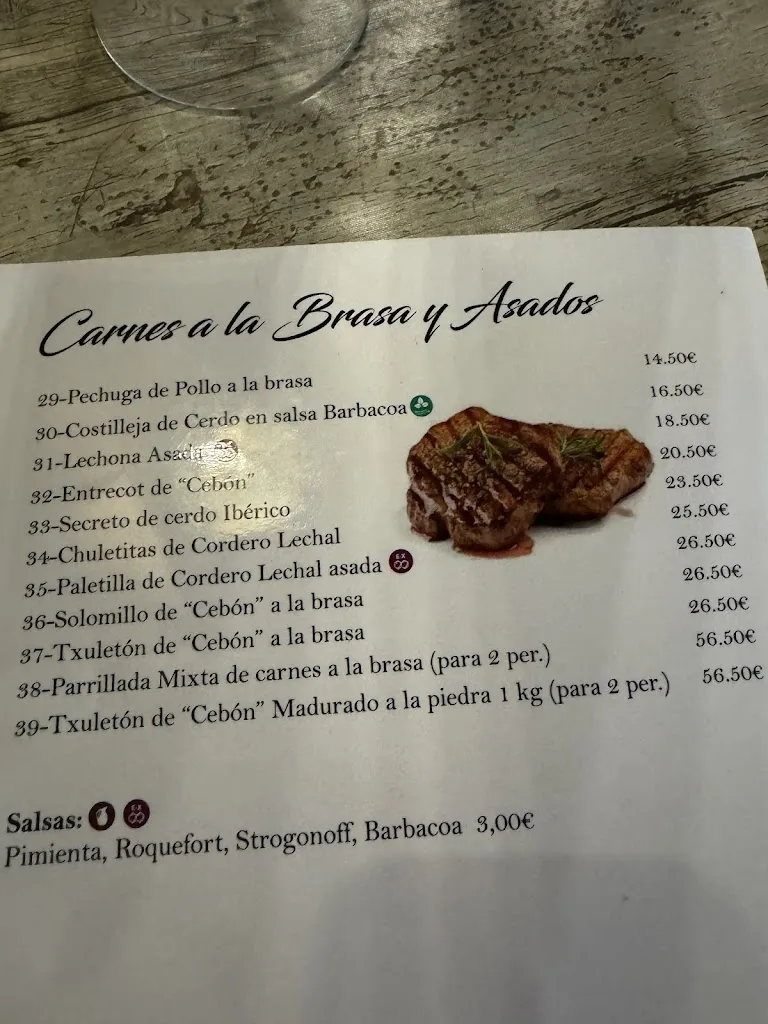 Carnes a la Brasa y Asados
29-Pechuga de Pollo a la brasa 14.50€
30-Costilleja de Cerdo en salsa Barbacoa 16.50€
31-Lechona Asada 18.50€
32-Entrecot de “Cebón” 20.50€
33-Secreto de cerdo Ibérico 23.50€
34-Chuletitas de Cordero Lechal 25.50€
35-Paletilla de Cordero Lechal asada 26.50€
36-Solomillo de “Cebón” a la brasa 26.50€
37-Txuletón de “Cebón” a la brasa 26.50€
38-Parrillada Mixta de carnes a la brasa (para 2 per.) 56.50€
39-Txuletón de “Cebón” Madurado a la piedra 1 kg (para 2 per.) 56.50€
Salsas:
Pimienta, Roquefort, Strogonoff, Barbacoa 3,00€